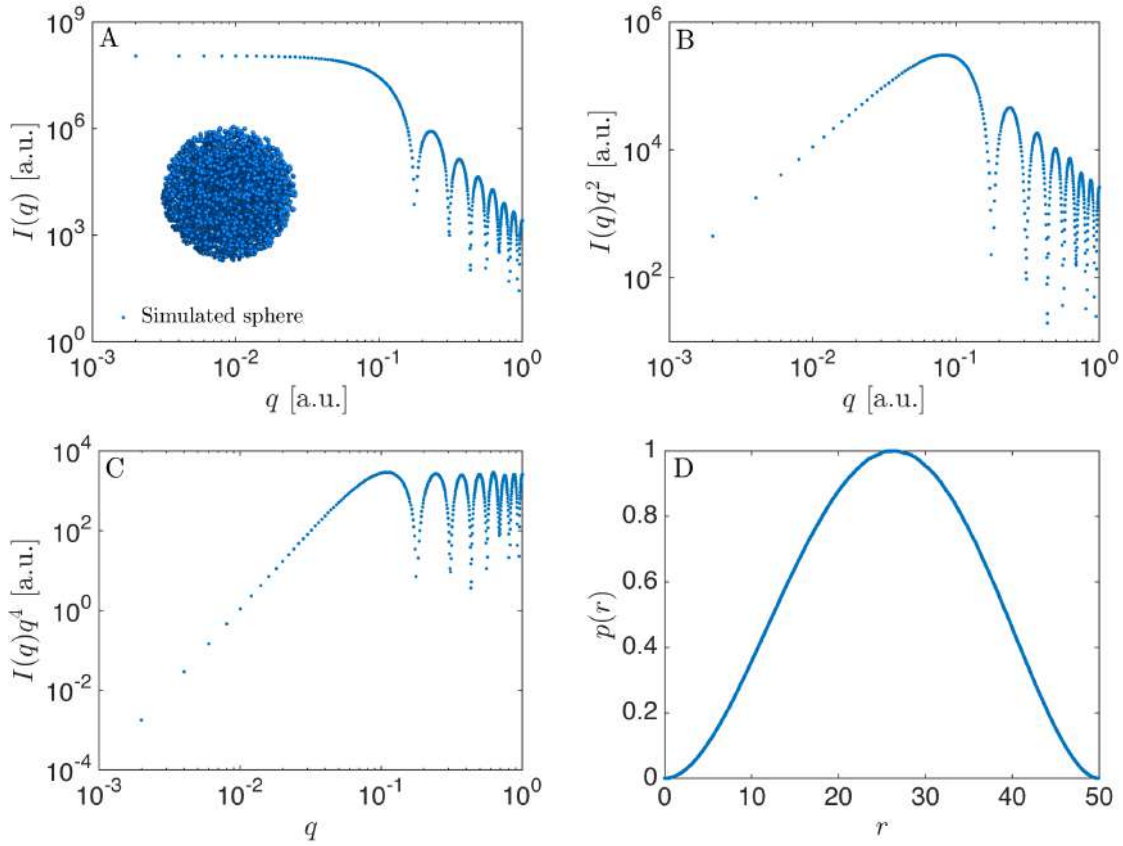 A
I(q) [a.u.]
10^9
10^6
10^3
10^0
Simulated sphere
10^-3 10^-2 10^-1 10^0
q [a.u.]
B
I(q)q^2 [a.u.]
10^6
10^4
10^2
10^-3 10^-2 10^-1 10^0
q [a.u.]
C
I(q)q^4 [a.u.]
10^4
10^2
10^0
10^-2
10^-4
10^-3 10^-2 10^-1 10^0
q
D
p(r)
1
0.8
0.6
0.4
0.2
0
0 10 20 30 40 50
r